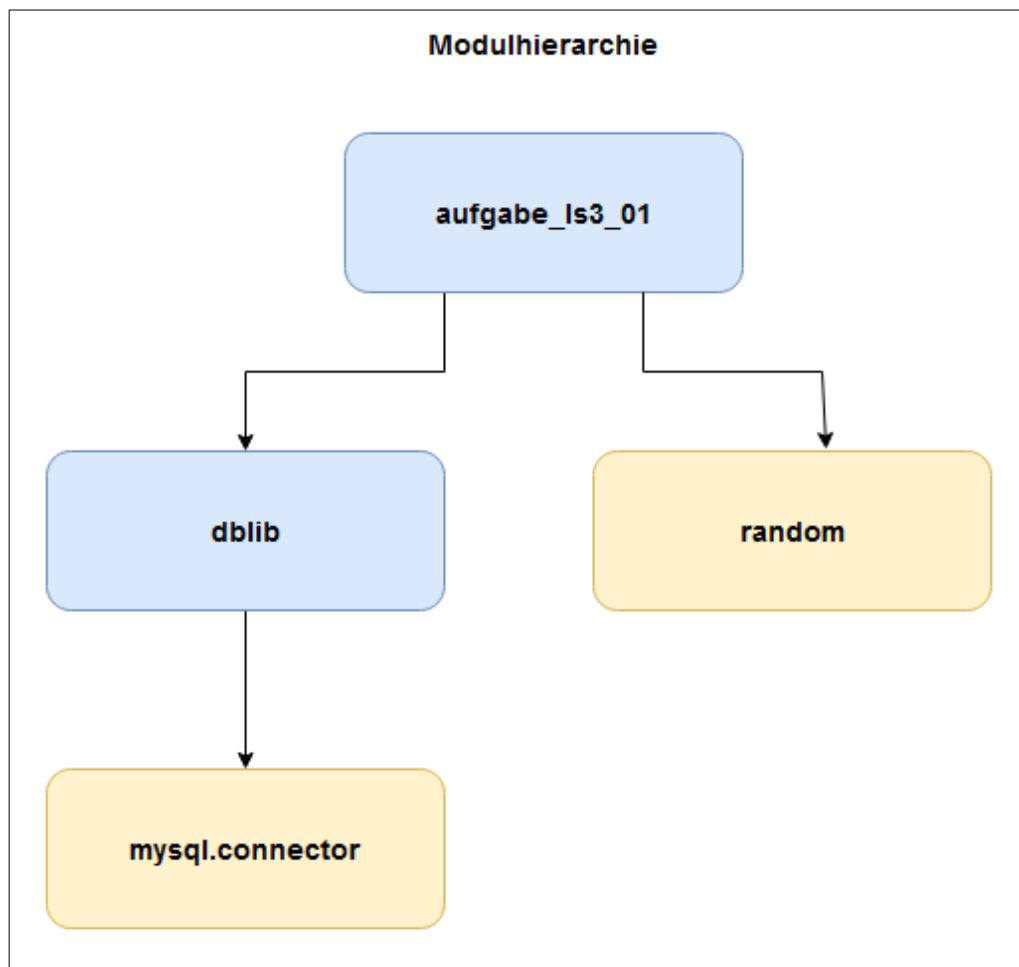 Modulhierarchie
aufgabe_ls3_01
dblib
random
mysql.connector